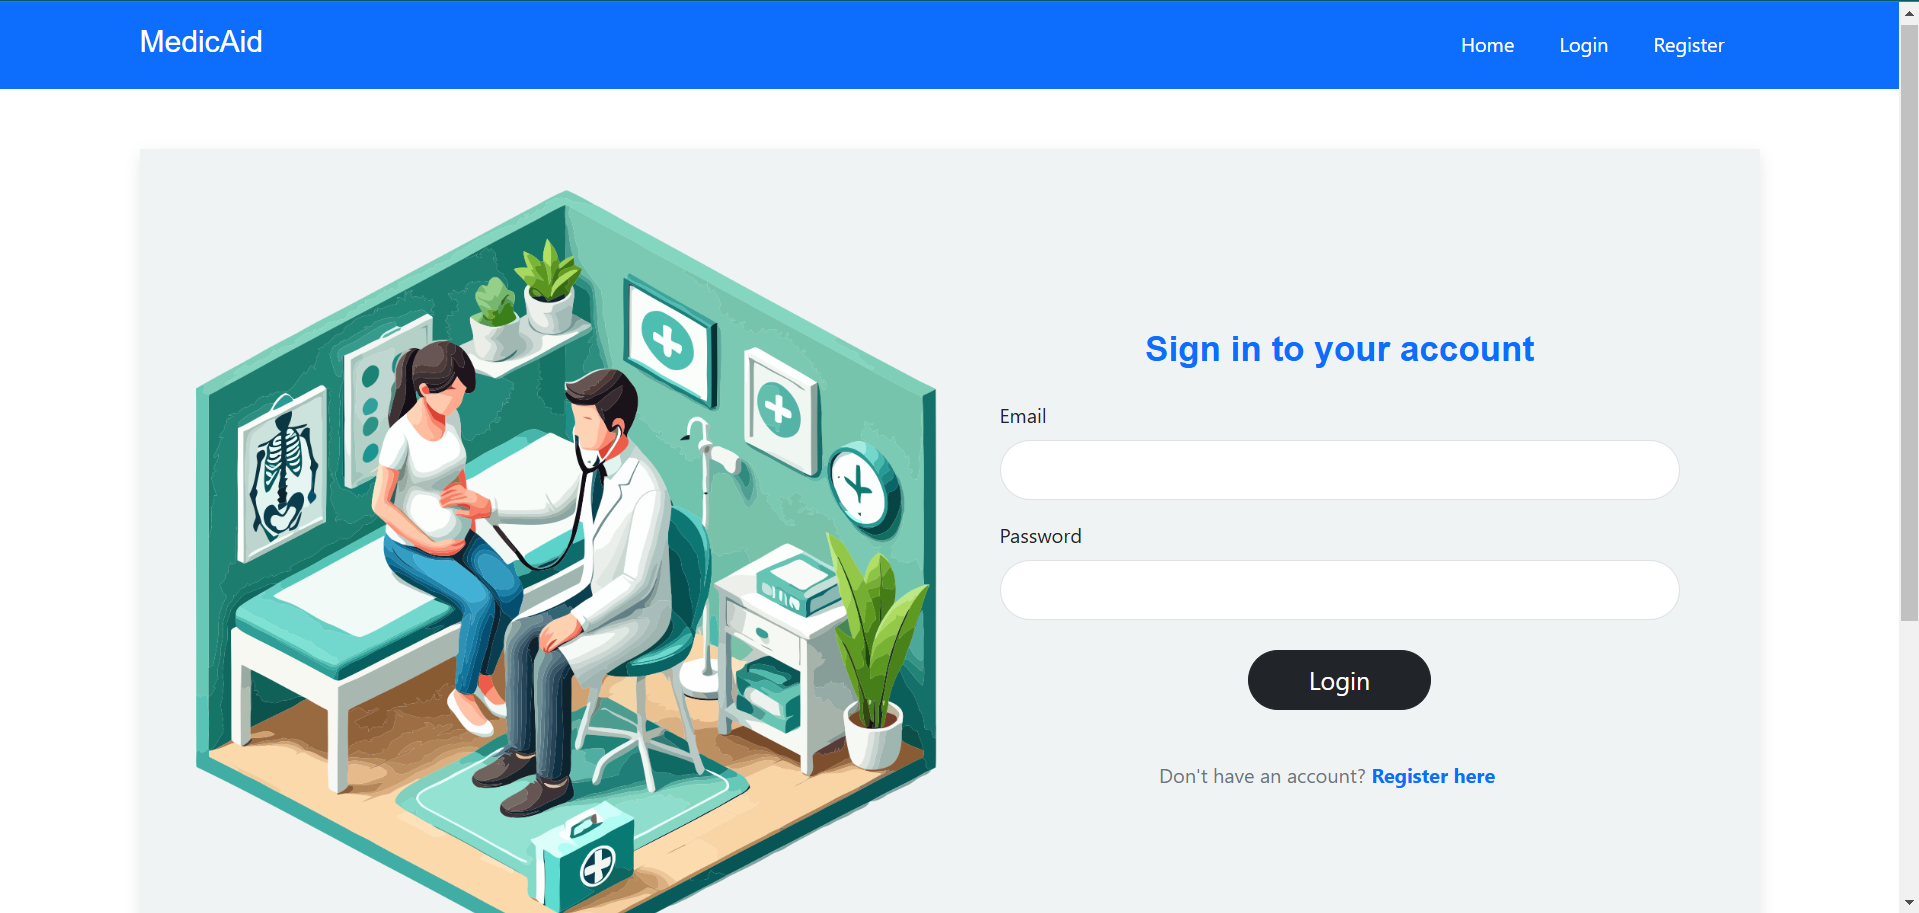 MedicAid
Home Login Register
Sign in to your account
Email
Password
Login
Don't have an account? Register here